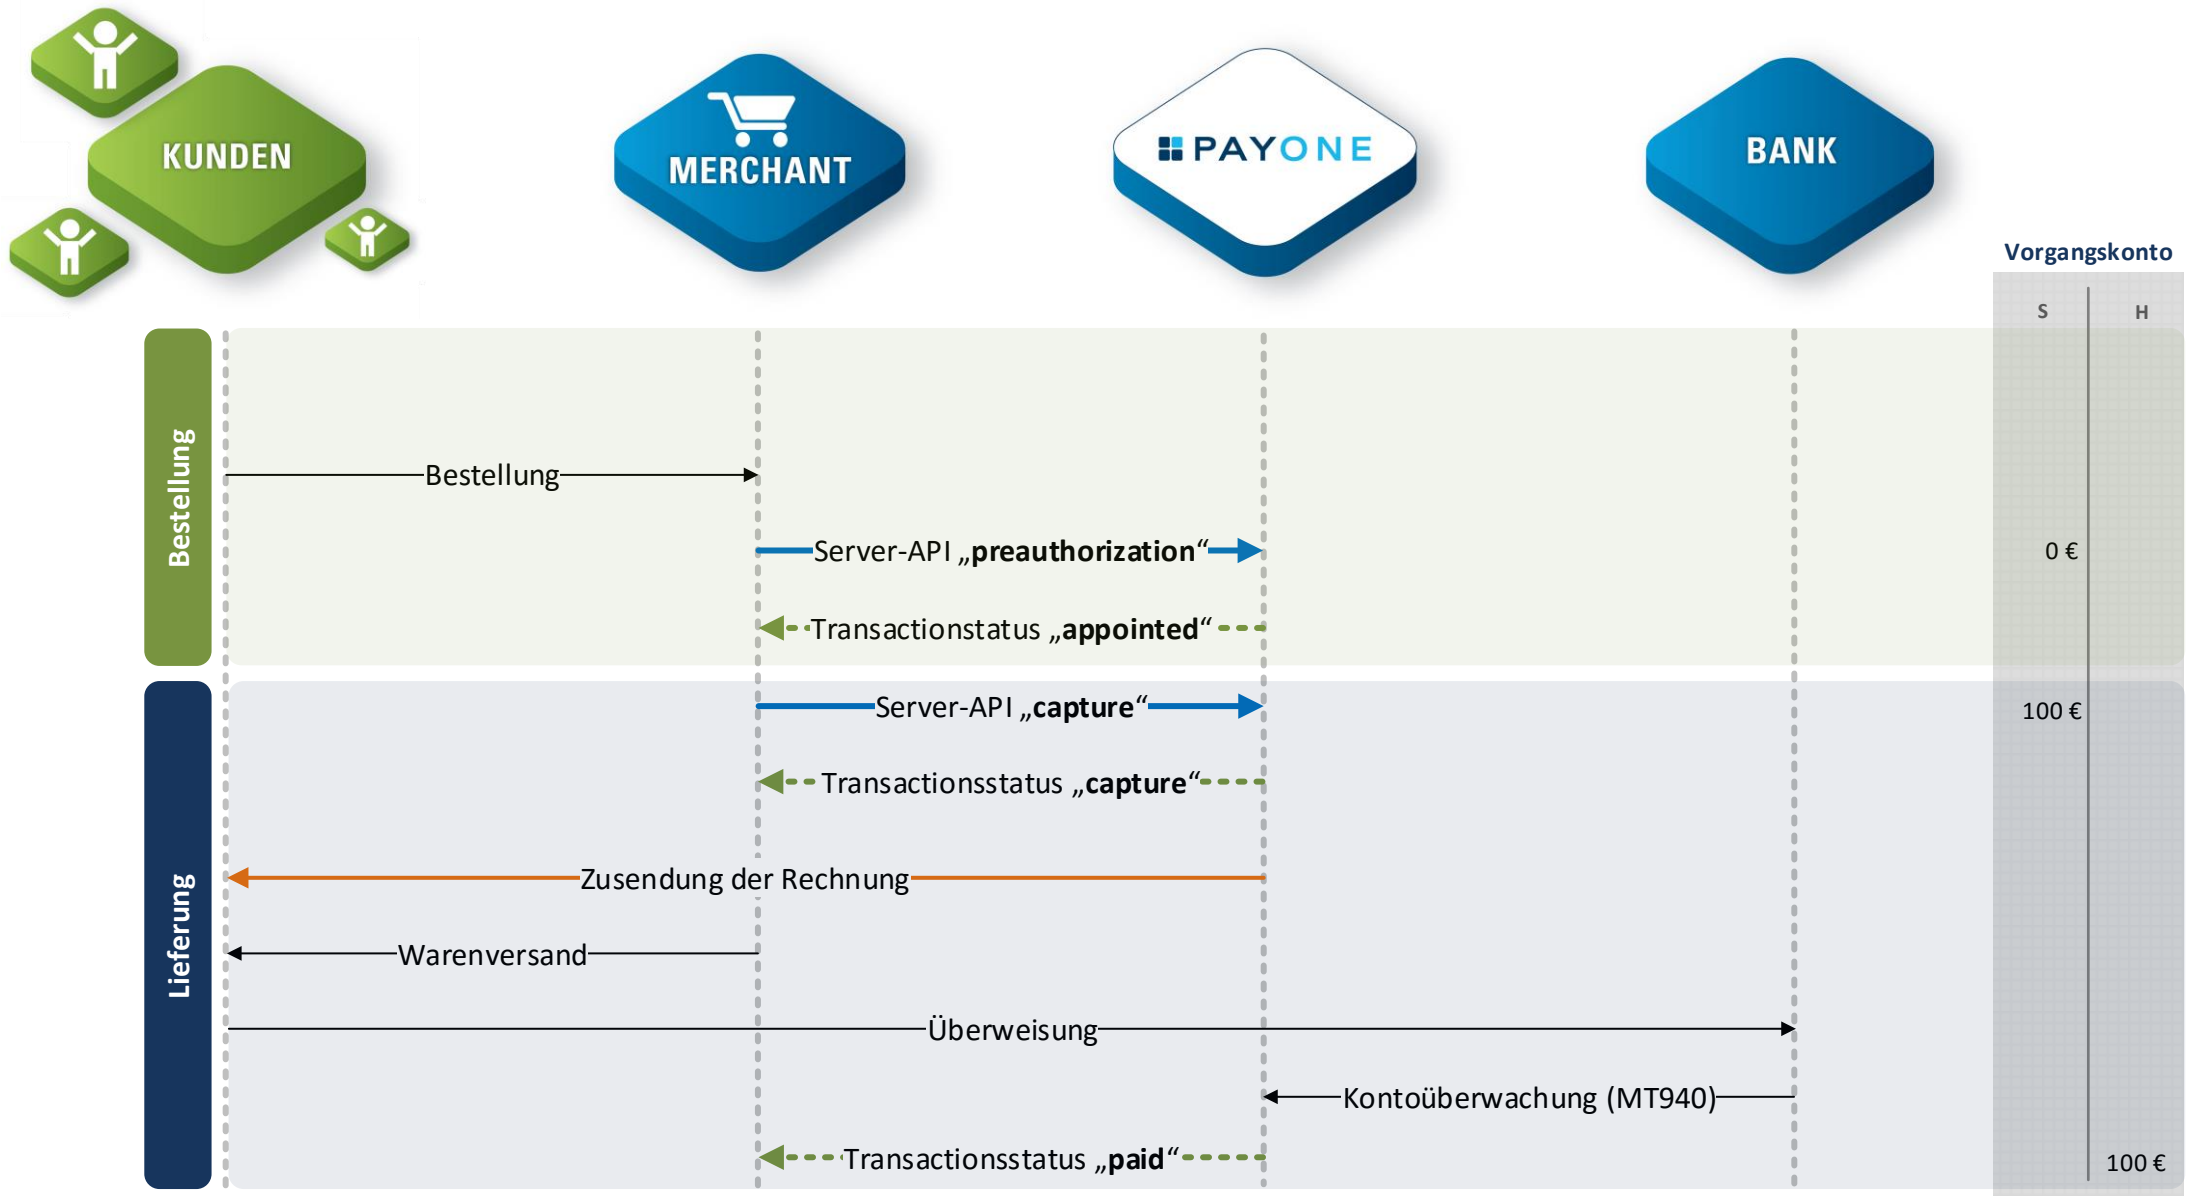 KUNDEN
MERCHANT
PAYONE
BANK
Vorgangskonto
S
H
Bestellung
Bestellung
Server-API „preauthorization“
0 €
Transactionstatus „appointed“
Lieferung
Server-API „capture“
100 €
Transactionsstatus „capture“
Zusendung der Rechnung
Warenversand
Überweisung
Kontoüberwachung (MT940)
Transactionsstatus „paid“
100 €